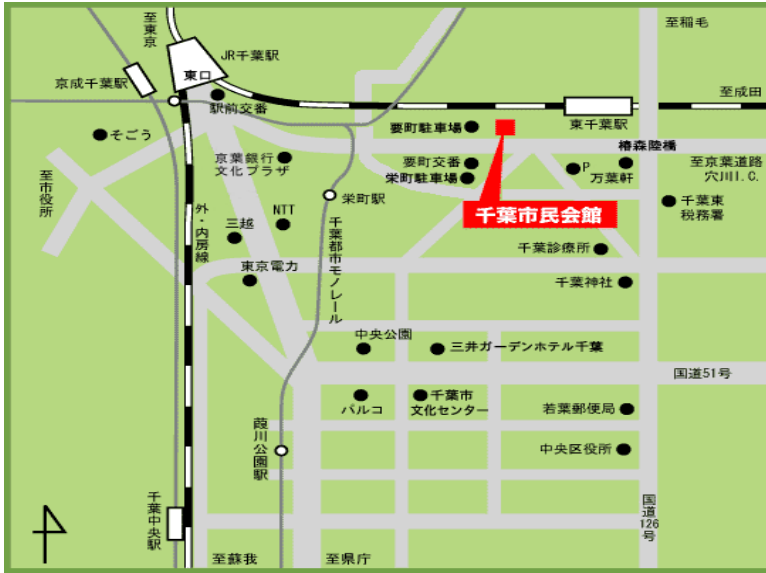 至東京
至稲毛
JR千葉駅
東口
京成千葉駅
至成田
駅前交番
要町駐車場
東千葉駅
そごう
椿森陸橋
京葉銀行
文化プラザ
要町交番
栄町駐車場
P
万葉軒
至京葉道路
穴川I.C.
至市役所
栄町駅
千葉東
税務署
外・内房線
三越
NTT
千葉都市モノレール
千葉市民会館
千葉診療所
東京電力
千葉神社
中央公園
三井ガーデンホテル千葉
国道51号
パルコ
千葉市
文化センター
若葉郵便局
葭川公園駅
中央区役所
千葉中央駅
国道126号
至蘇我
至県庁